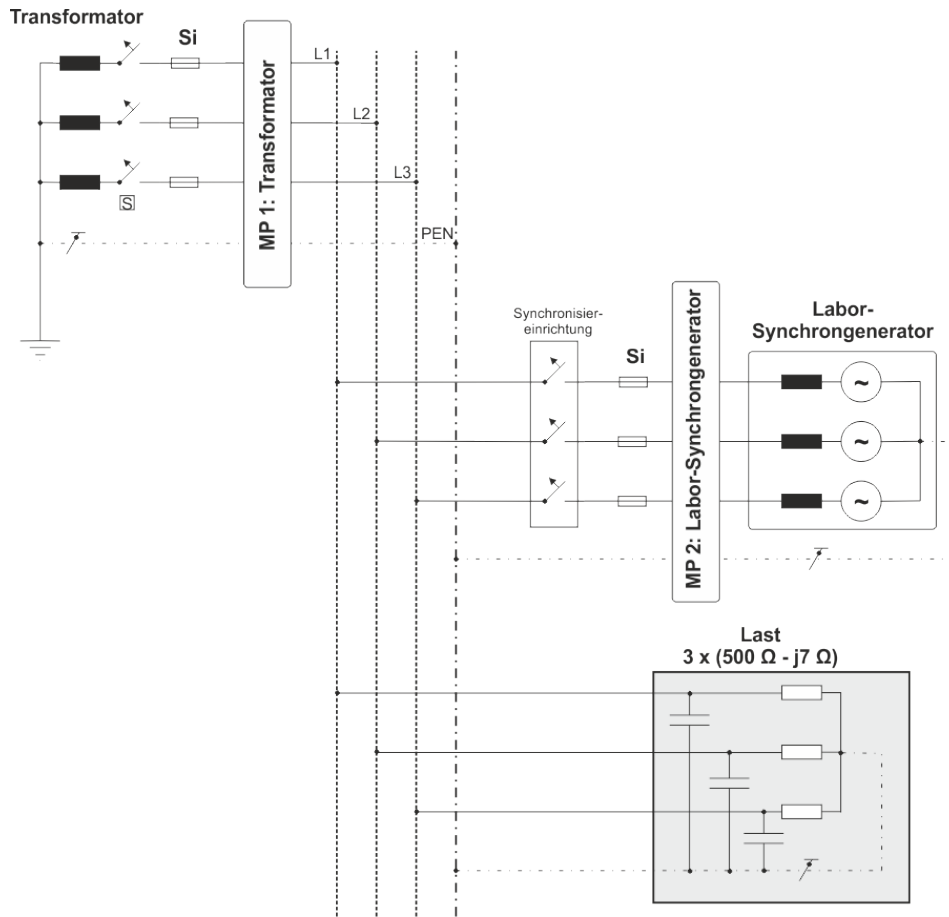 Transformator
Si
L1
L2
L3
S
MP 1: Transformator
PEN
Synchronisier-
einrichtung
Si
MP 2: Labor-Synchrongenerator
Labor-
Synchrongenerator
~
~
~
Last
3 x (500 Ω - j7 Ω)